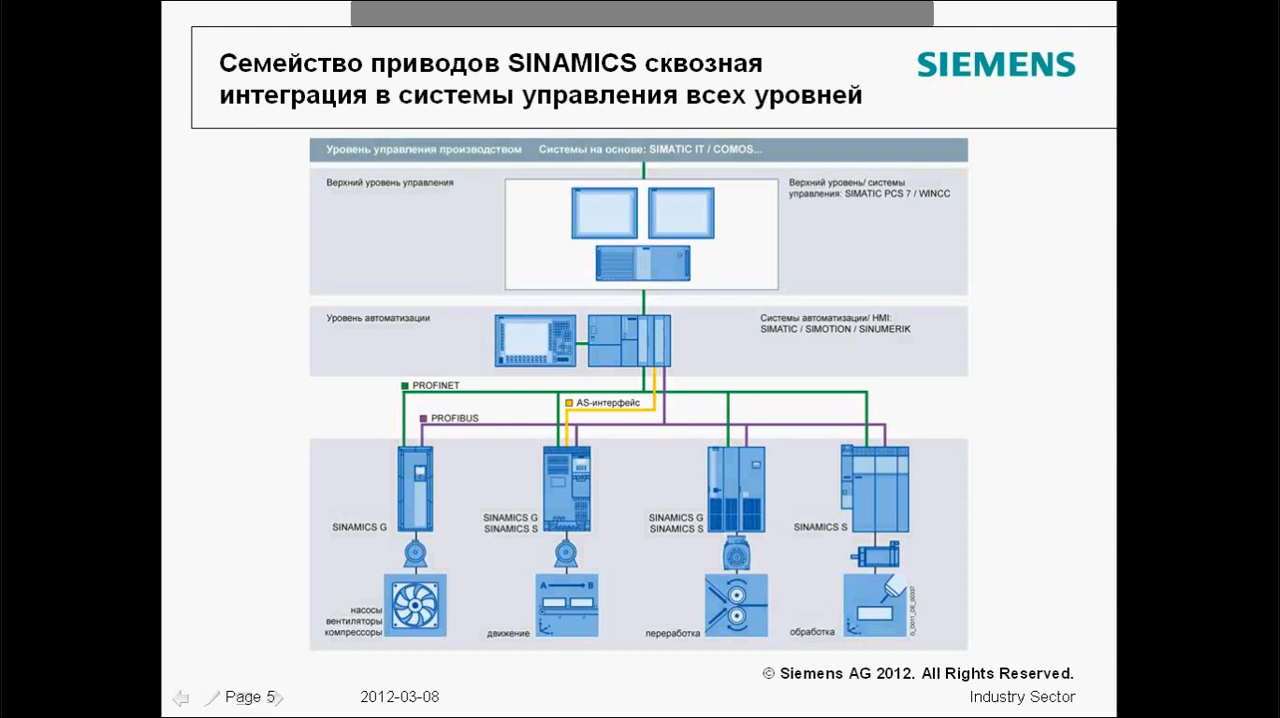 Семейство приводов SINAMICS сквозная
интеграция в системы управления всех уровней
SIEMENS
Уровень управления производством Системы на основе: SIMATIC IT / COMOS...
Верхний уровень управления
Верхний уровень/ системы
управления: SIMATIC PCS 7 / WINCC
Уровень автоматизации
Системы автоматизации/ HMI:
SIMATIC / SIMOTION / SINUMERIK
PROFINET
AS-интерфейс
PROFIBUS
SINAMICS G
SINAMICS G
SINAMICS S
SINAMICS G
SINAMICS S
SINAMICS S
насосы
вентиляторы
компрессоры
A B
движение
переработка
обработка
G_D011_DE_00337
© Siemens AG 2012. All Rights Reserved.
Page 5 2012-03-08 Industry Sector